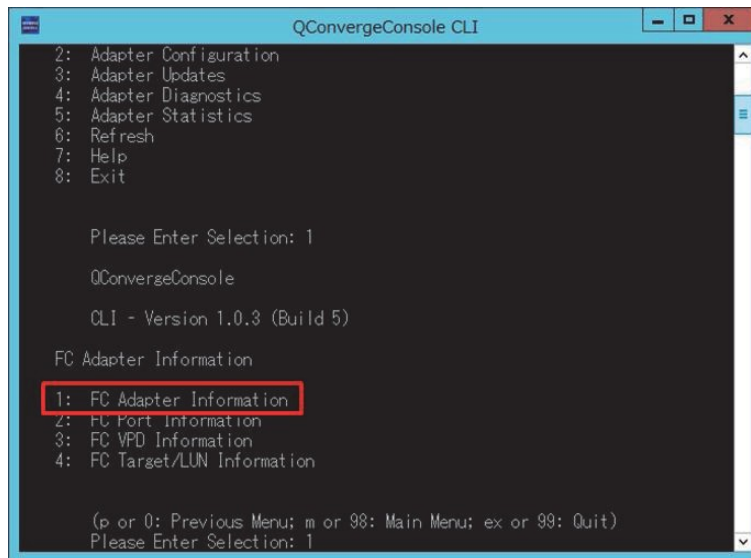 QConvergeConsole CLI
2: Adapter Configuration
3: Adapter Updates
4: Adapter Diagnostics
5: Adapter Statistics
6: Refresh
7: Help
8: Exit
Please Enter Selection: 1
QConvergeConsole
CLI - Version 1.0.3 (Build 5)
FC Adapter Information
1: FC Adapter Information
2: FC Port Information
3: FC VPD Information
4: FC Target/LUN Information
(p or 0: Previous Menu; m or 98: Main Menu; ex or 99: Quit)
Please Enter Selection: 1